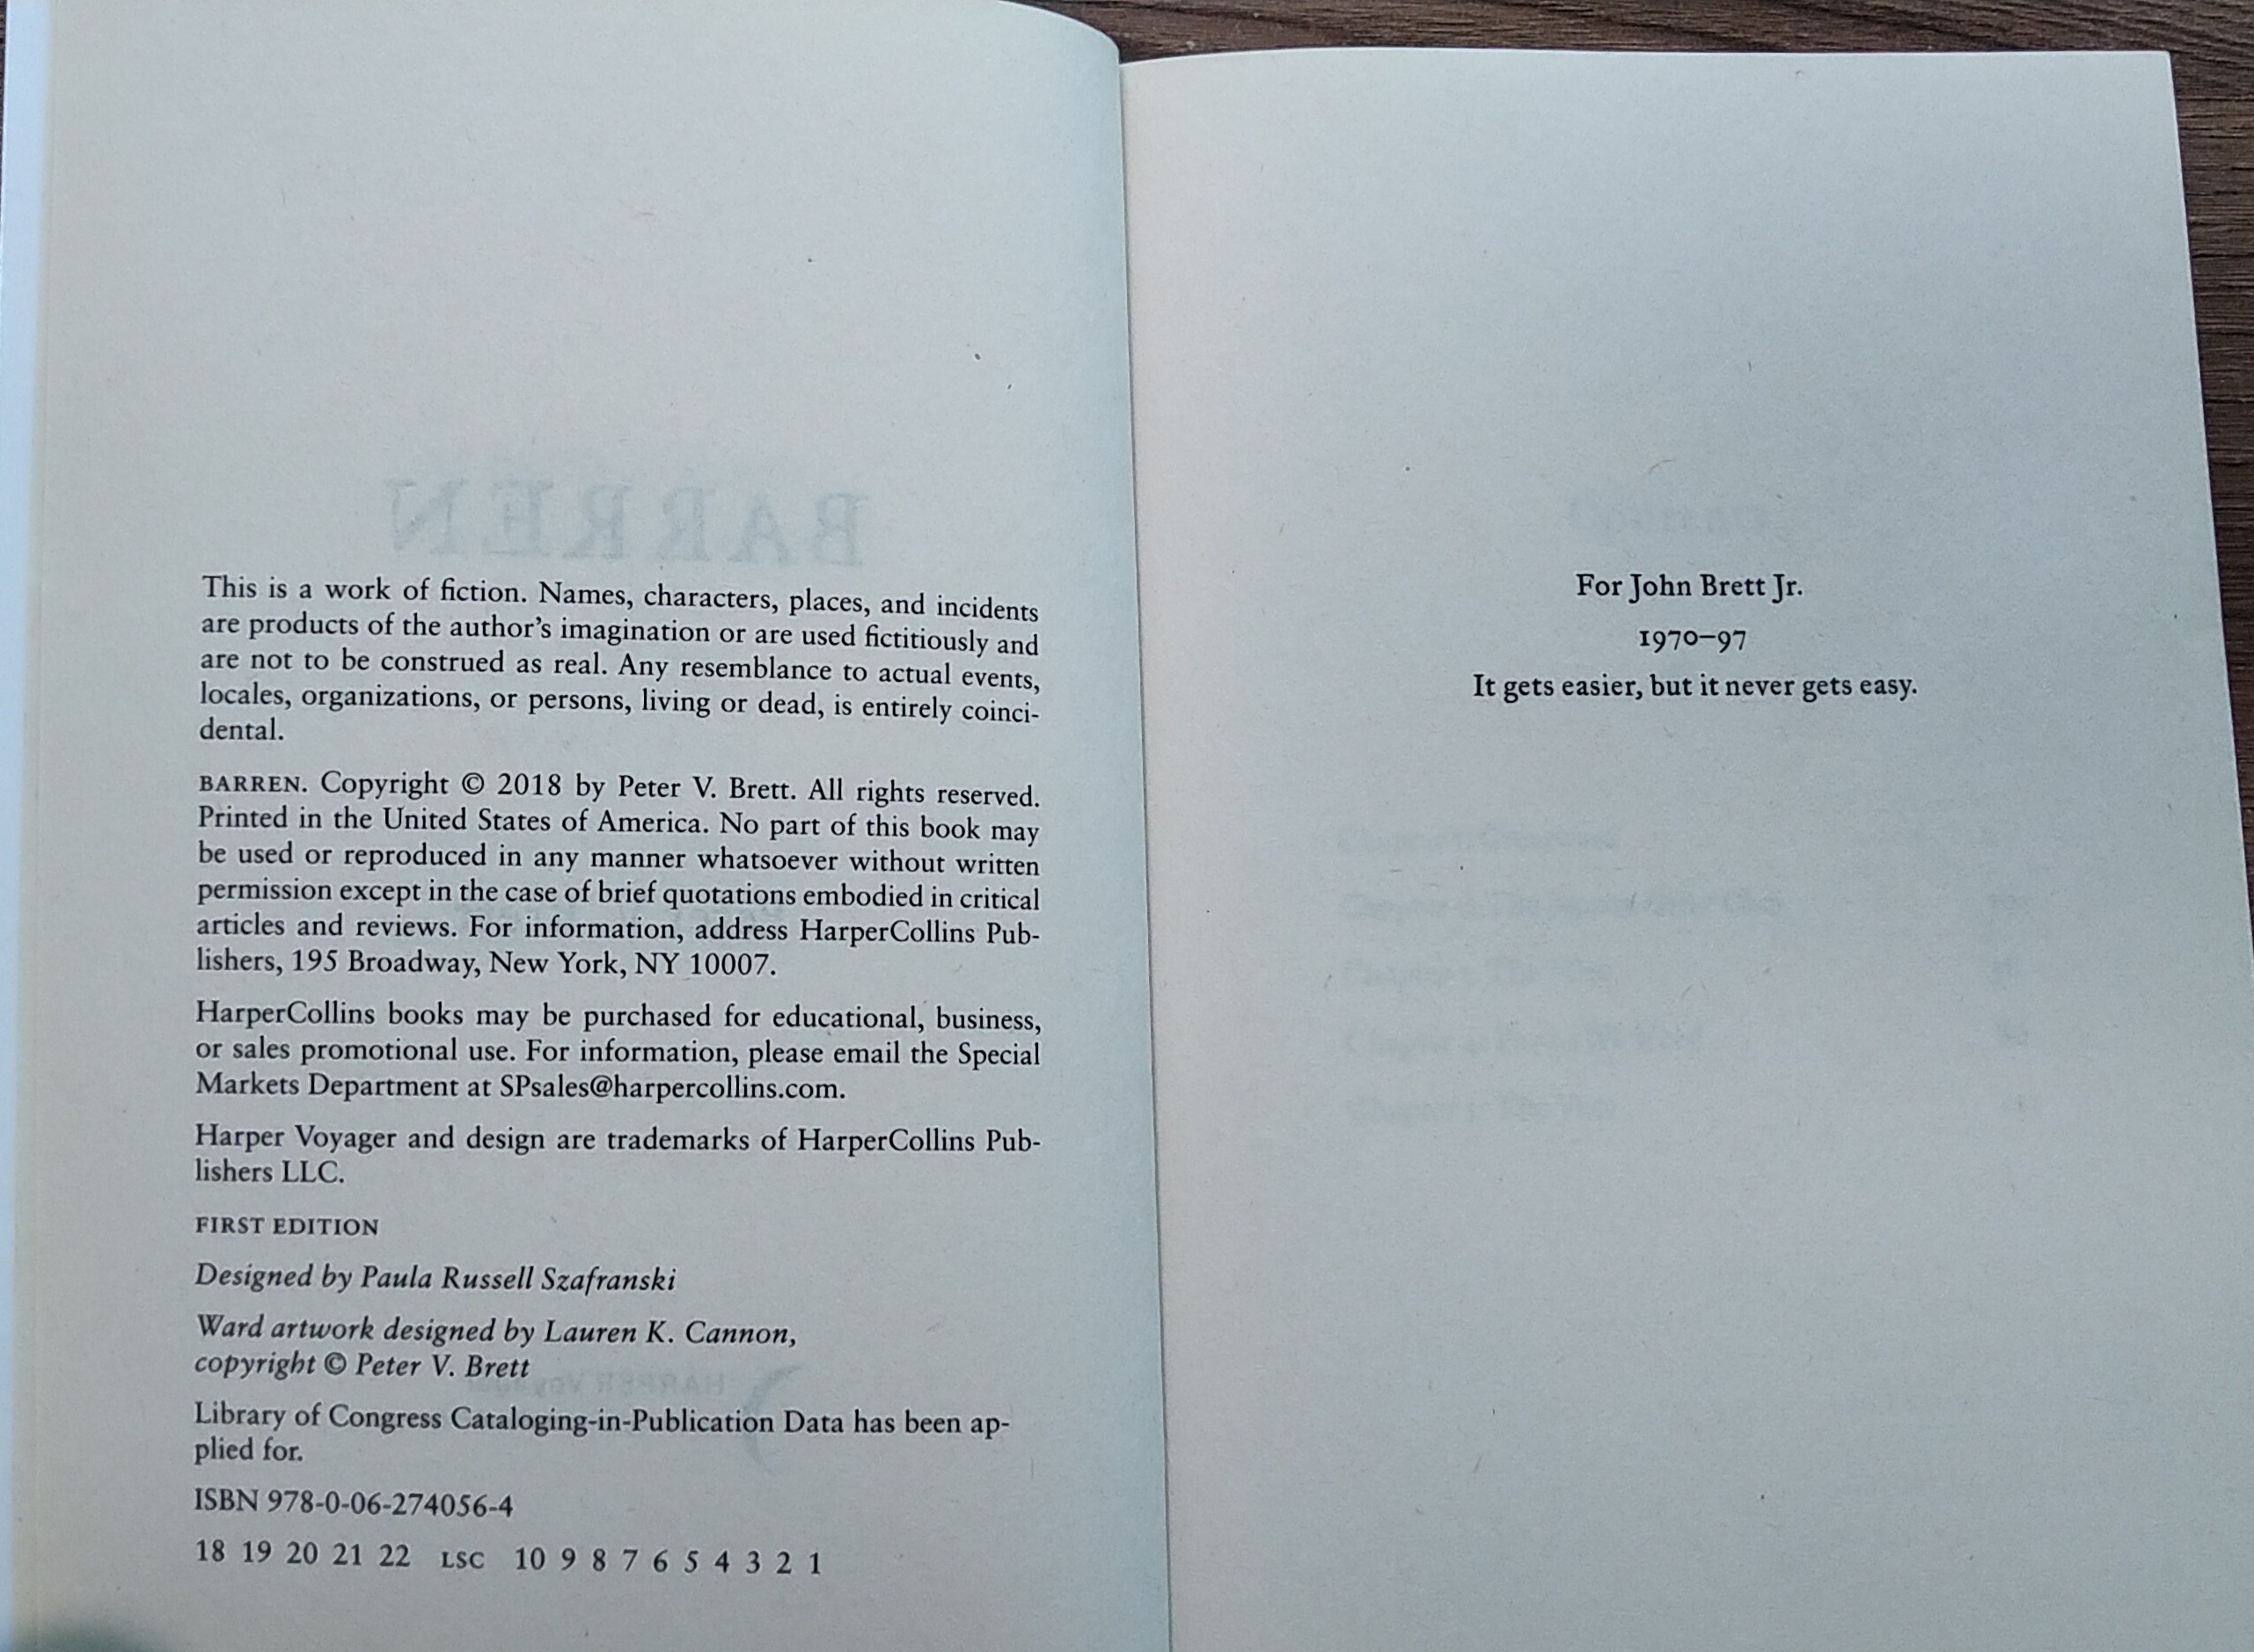 BARREN
This is a work of fiction. Names, characters, places, and incidents
are products of the author's imagination or are used fictitiously and
are not to be construed as real. Any resemblance to actual events,
locales, organizations, or persons, living or dead, is entirely coinci-
dental.
BARREN. Copyright © 2018 by Peter V. Brett. All rights reserved.
Printed in the United States of America. No part of this book may
be used or reproduced in any manner whatsoever without written
permission except in the case of brief quotations embodied in critical
articles and reviews. For information, address HarperCollins Pub-
lishers, 195 Broadway, New York, NY 10007.
HarperCollins books may be purchased for educational, business,
or sales promotional use. For information, please email the Special
Markets Department at SPsales@harpercollins.com.
Harper Voyager and design are trademarks of HarperCollins Pub-
lishers LLC.
FIRST EDITION
Designed by Paula Russell Szafranski
Ward artwork designed by Lauren K. Cannon,
copyright © Peter V. Brett
HARPER Voyager
Library of Congress Cataloging-in-Publication Data has been ap-
plied for.
ISBN 978-0-06-274056-4
18 19 20 21 22 LSC 10 9 8 7 6 5 4 3 2 1
For John Brett Jr.
1970–97
It gets easier, but it never gets easy.